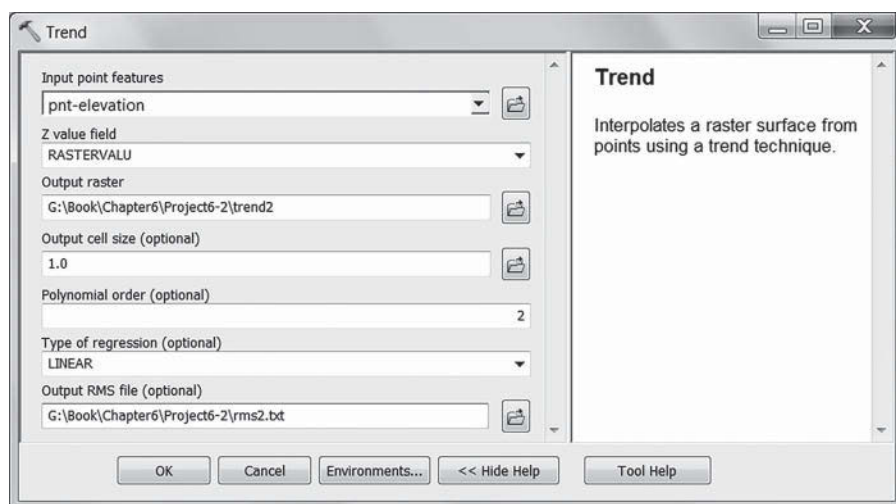 Trend
Input point features
pnt-elevation
Z value field
RASTERVALU
Output raster
G:\Book\Chapter6\Project6-2\trend2
Output cell size (optional)
1.0
Polynomial order (optional)
2
Type of regression (optional)
LINEAR
Output RMS file (optional)
G:\Book\Chapter6\Project6-2\rms2.txt
OK
Cancel
Environments...
<< Hide Help
Trend
Interpolates a raster surface from
points using a trend technique.
Tool Help